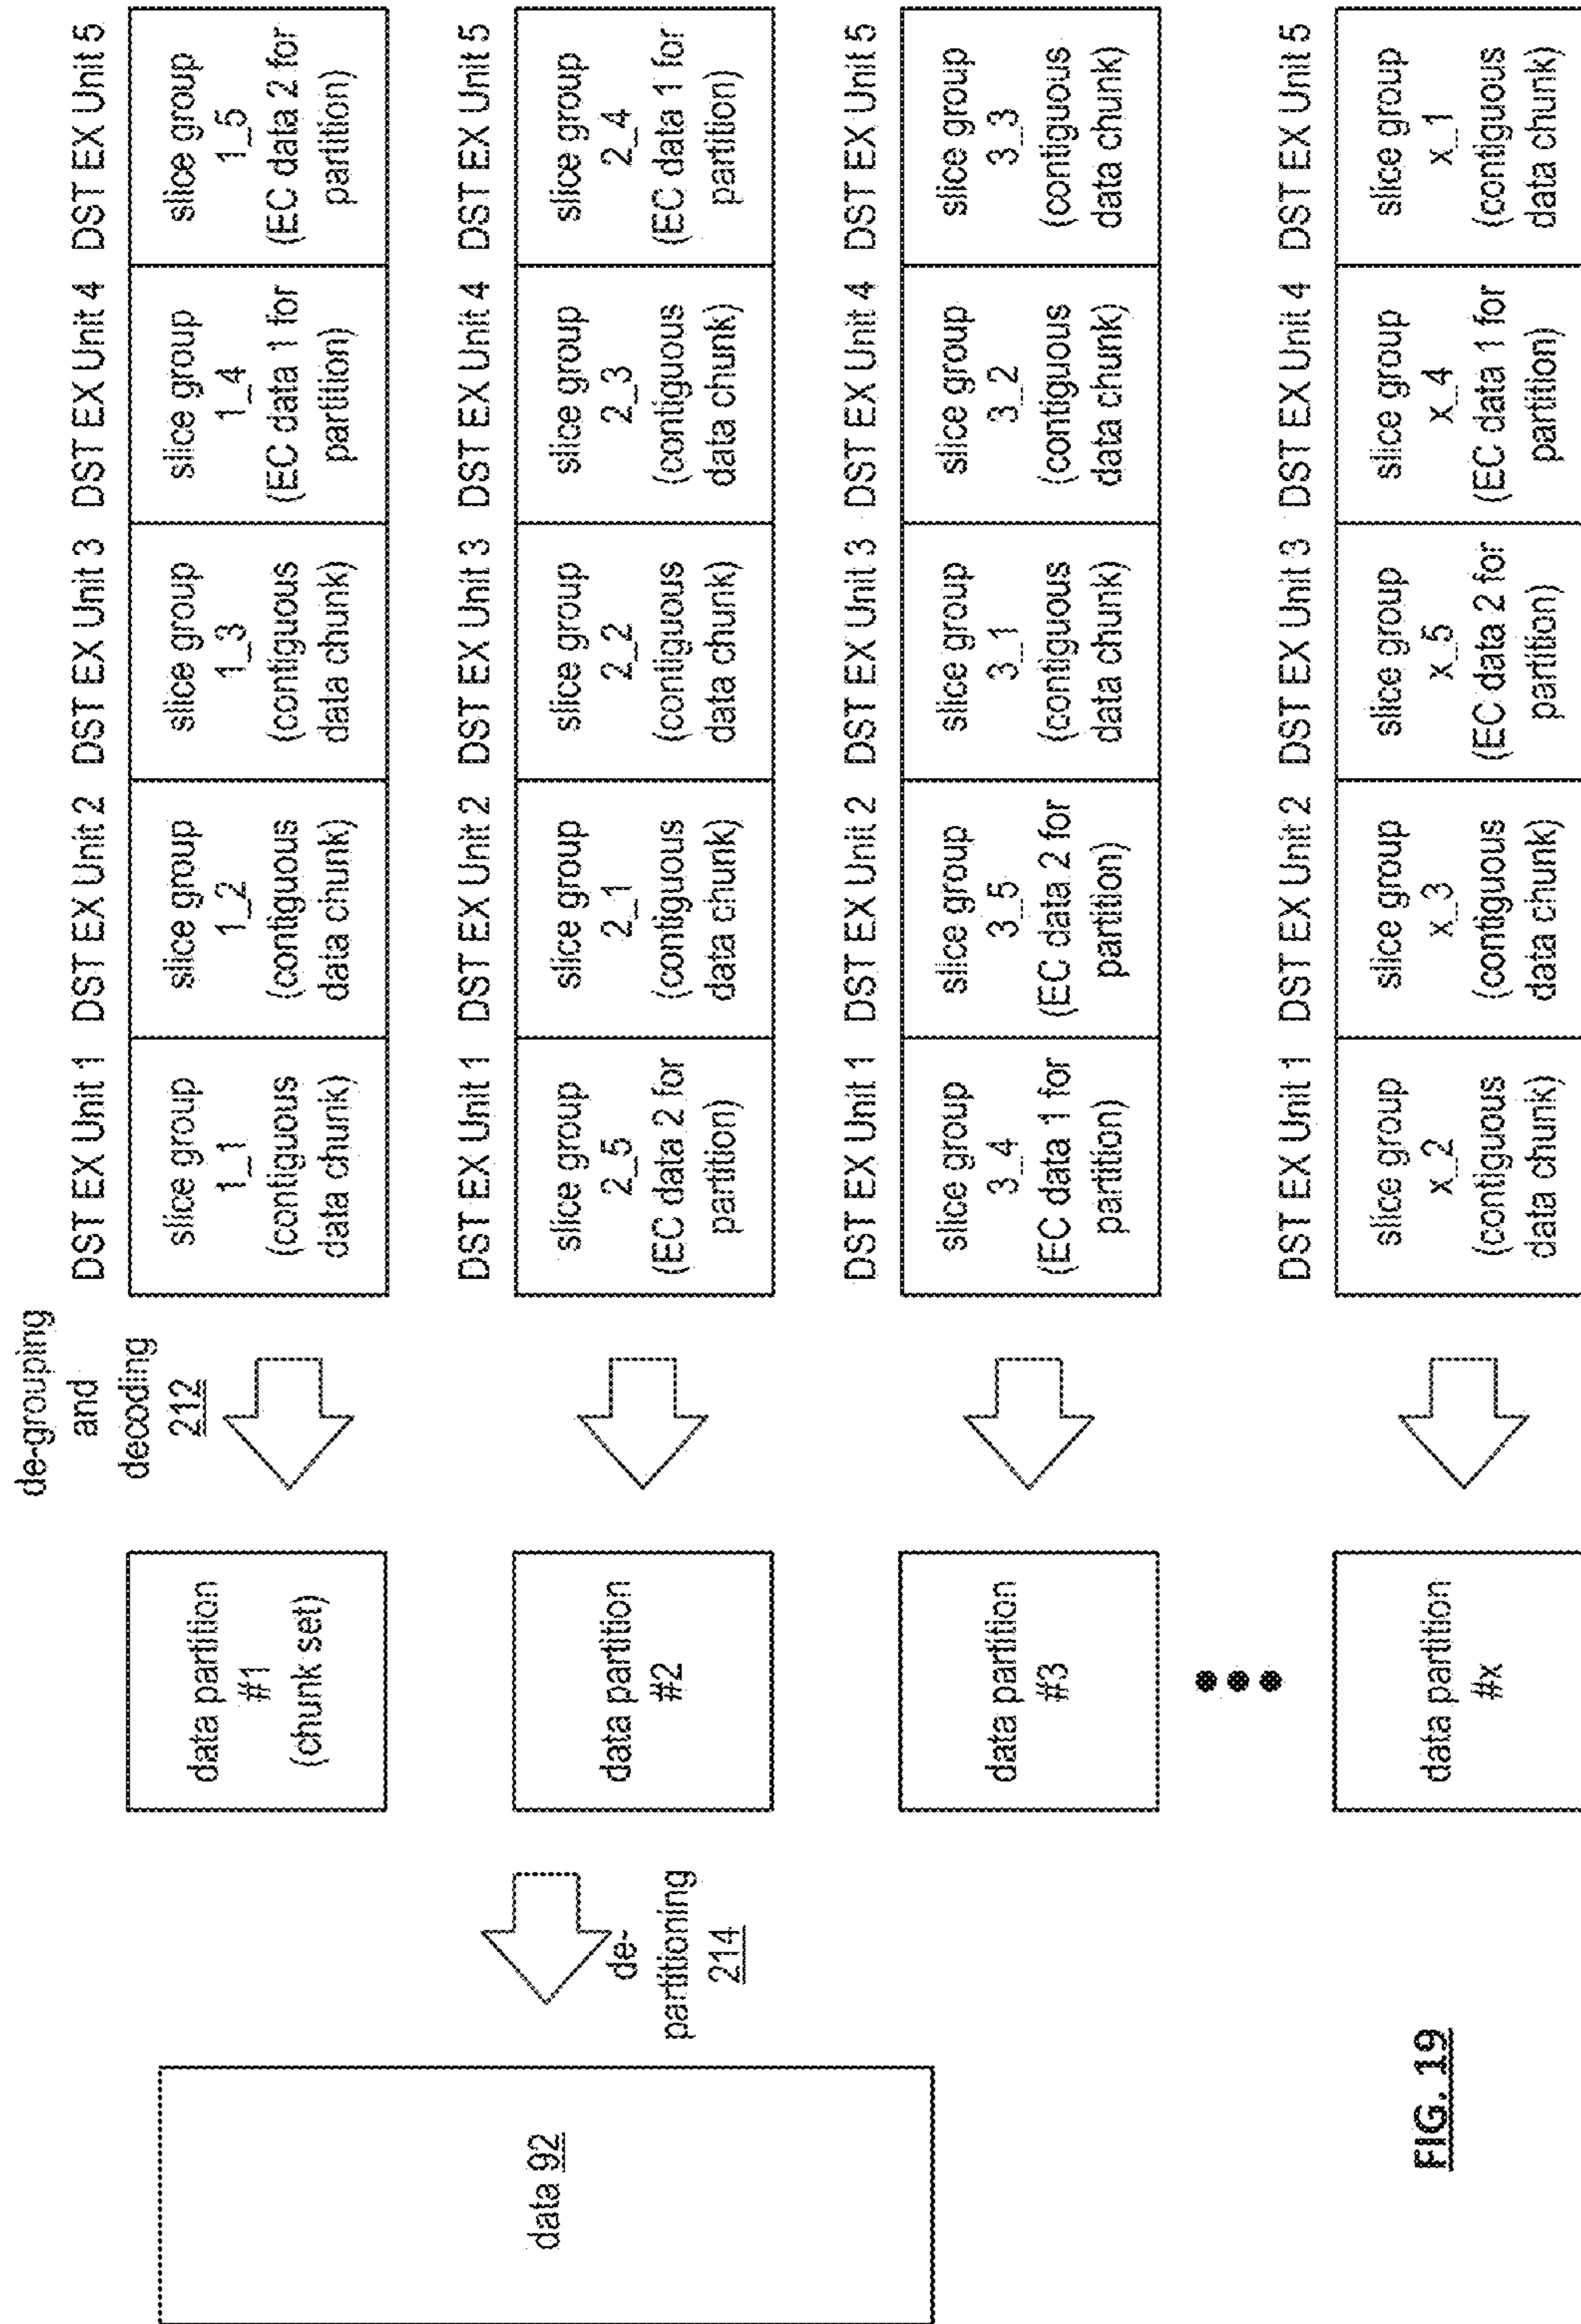 de-grouping
and
decoding
212
DST EX Unit 1 DST EX Unit 2 DST EX Unit 3 DST EX Unit 4 DST EX Unit 5
data partition
#1
(chunk set)
slice group
1_1
(contiguous
data chunk)
slice group
1_2
(contiguous
data chunk)
slice group
1_3
(contiguous
data chunk)
slice group
1_4
(EC data 1 for
partition)
slice group
1_5
(EC data 2 for
partition)
DST EX Unit 1 DST EX Unit 2 DST EX Unit 3 DST EX Unit 4 DST EX Unit 5
data 92
de-
partitioning
214
data partition
#2
slice group
2_5
(EC data 2 for
partition)
slice group
2_1
(contiguous
data chunk)
slice group
2_2
(contiguous
data chunk)
slice group
2_3
(contiguous
data chunk)
slice group
2_4
(EC data 1 for
partition)
DST EX Unit 1 DST EX Unit 2 DST EX Unit 3 DST EX Unit 4 DST EX Unit 5
data partition
#3
slice group
3_4
(EC data 1 for
partition)
slice group
3_5
(EC data 2 for
partition)
slice group
3_1
(contiguous
data chunk)
slice group
3_2
(contiguous
data chunk)
slice group
3_3
(contiguous
data chunk)
DST EX Unit 1 DST EX Unit 2 DST EX Unit 3 DST EX Unit 4 DST EX Unit 5
data partition
#x
slice group
x_2
(contiguous
data chunk)
slice group
x_3
(contiguous
data chunk)
slice group
x_5
(EC data 2 for
partition)
slice group
x_4
(EC data 1 for
partition)
slice group
x_1
(contiguous
data chunk)
FIG. 19